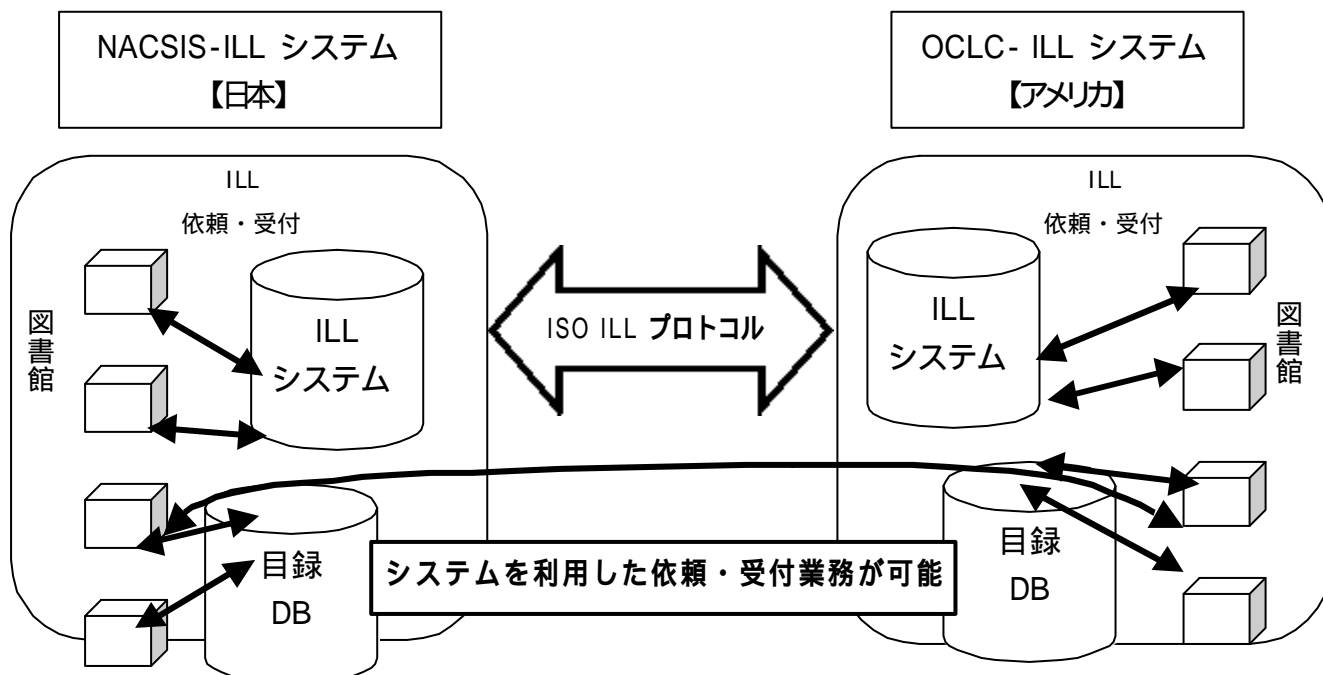 NACSIS-ILL システム
【日本】
OCLC- ILL システム
【アメリカ】
ILL
依頼・受付
図書館
ILL
システム
目録
DB
ISO ILL プロトコル
ILL
依頼・受付
ILL
システム
図書館
目録
DB
システムを利用した依頼・受付業務が可能